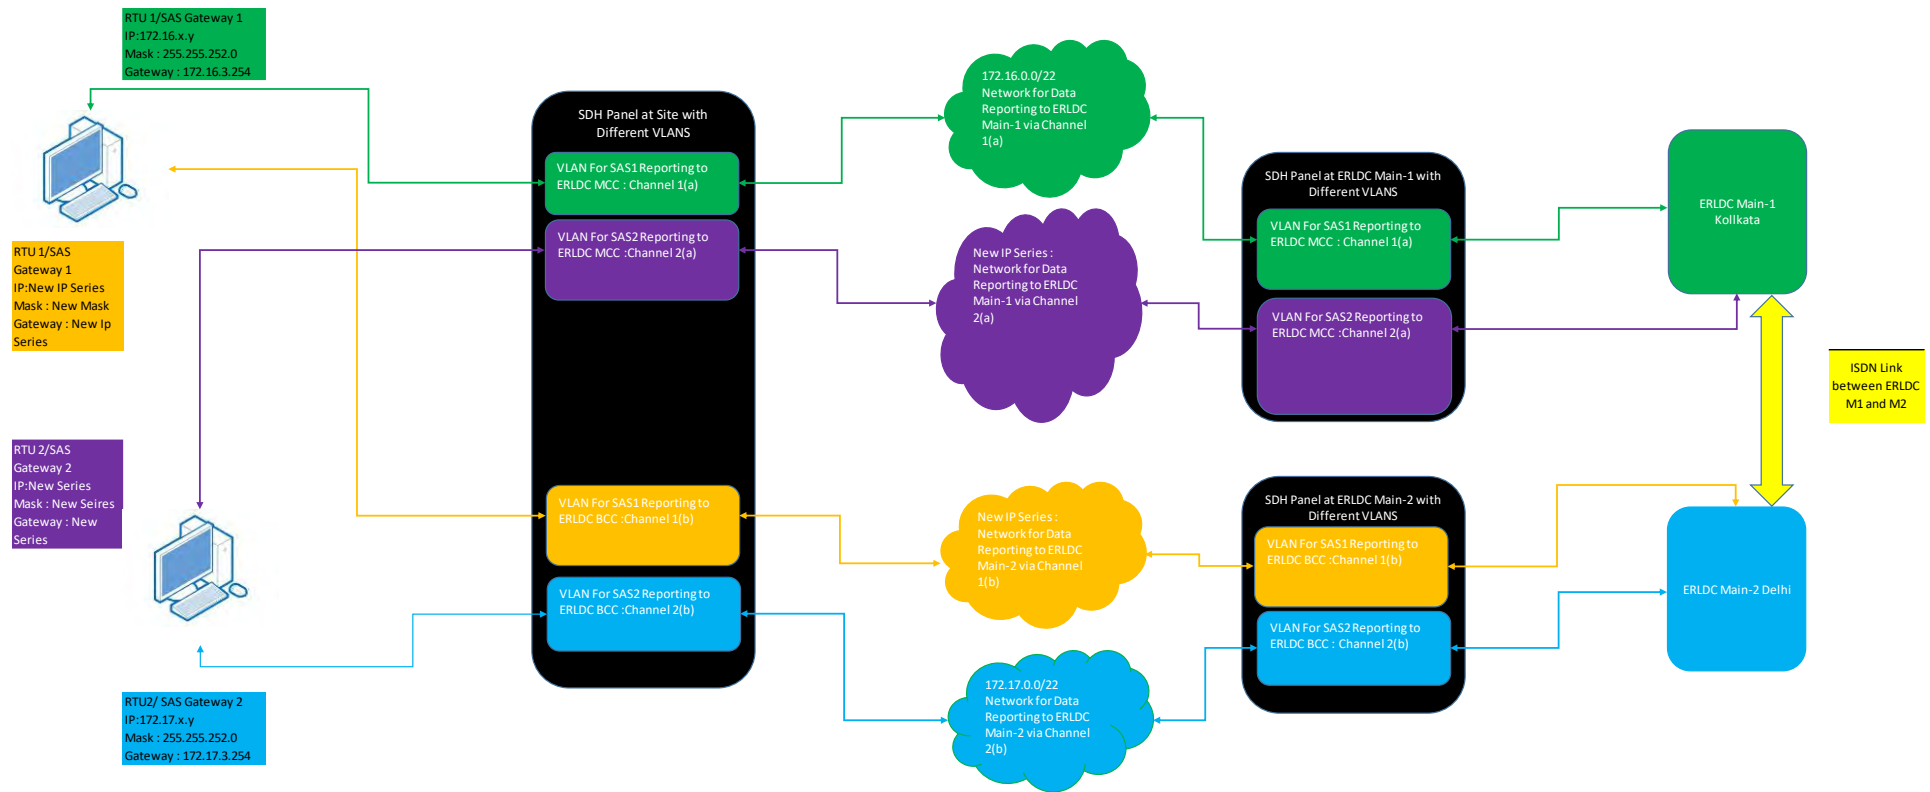 RTU 1/SAS Gateway 1
IP:172.16.x.y
Mask : 255.255.252.0
Gateway : 172.16.3.254
RTU 1/SAS
Gateway 1
IP:New IP Series
Mask : New Mask
Gateway : New Ip
Series
RTU 2/SAS
Gateway 2
IP:New Series
Mask : New Seires
Gateway : New
Series
RTU2/ SAS Gateway 2
IP:172.17.x.y
Mask : 255.255.252.0
Gateway : 172.17.3.254
SDH Panel at Site with
Different VLANS
VLAN For SAS1 Reporting to
ERLDC MCC : Channel 1(a)
VLAN For SAS2 Reporting to
ERLDC MCC :Channel 2(a)
VLAN For SAS1 Reporting to
ERLDC BCC :Channel 1(b)
VLAN For SAS2 Reporting to
ERLDC BCC :Channel 2(b)
172.16.0.0/22
Network for Data
Reporting to ERLDC
Main-1 via Channel
1(a)
New IP Series :
Network for Data
Reporting to ERLDC
Main-1 via Channel
2(a)
New IP Series :
Network for Data
Reporting to ERLDC
Main-2 via Channel
1(b)
172.17.0.0/22
Network for Data
Reporting to ERLDC
Main-2 via Channel
2(b)
SDH Panel at ERLDC Main-1 with
Different VLANS
VLAN For SAS1 Reporting to
ERLDC MCC : Channel 1(a)
VLAN For SAS2 Reporting to
ERLDC MCC :Channel 2(a)
SDH Panel at ERLDC Main-2 with
Different VLANS
VLAN For SAS1 Reporting to
ERLDC BCC :Channel 1(b)
VLAN For SAS2 Reporting to
ERLDC BCC : Channel 2(b)
ERLDC Main-1
Kollkata
ISDN Link
between ERLDC
M1 and M2
ERLDC Main-2 Delhi